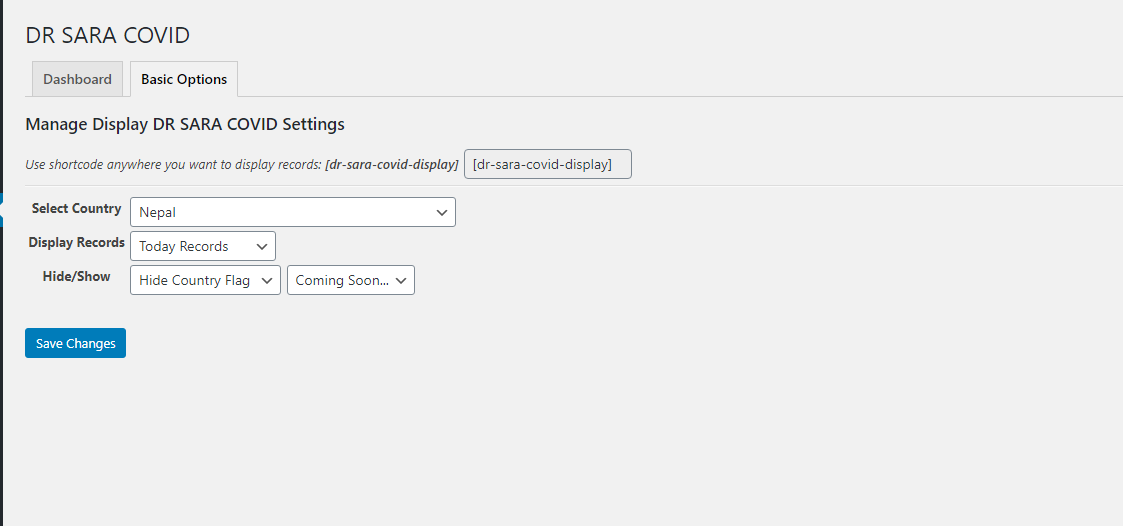 DR SARA COVID
Dashboard Basic Options
Manage Display DR SARA COVID Settings
Use shortcode anywhere you want to display records: [dr-sara-covid-display] [dr-sara-covid-display]
Select Country Nepal
Display Records Today Records
Hide/Show Hide Country Flag Coming Soon...
Save Changes